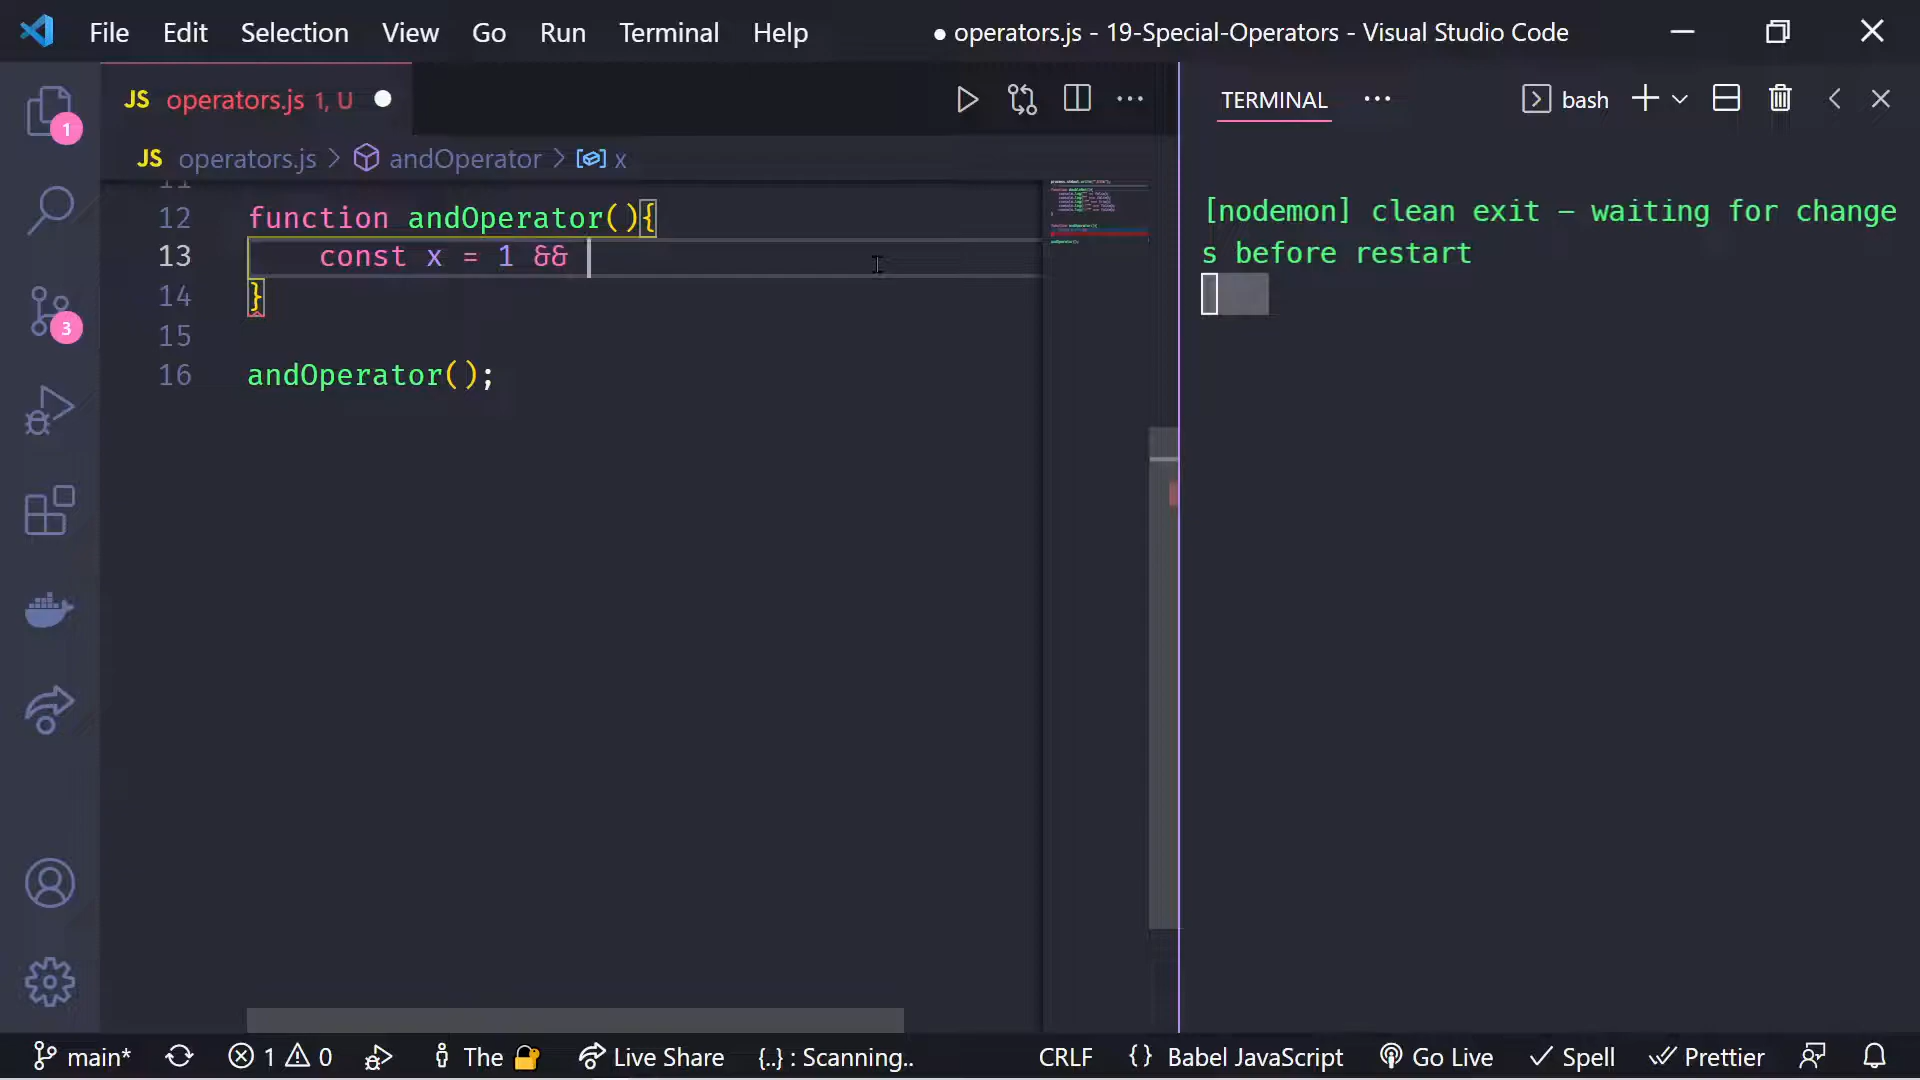 File Edit Selection View Go Run Terminal Help ● operators.js - 19-Special-Operators - Visual Studio Code
JS operators.js 1, U ●
JS operators.js > andOperator > x
11
12 function andOperator(){
13 const x = 1 &&
14 }
15
16 andOperator();
TERMINAL ··· bash
[nodemon] clean exit - waiting for change
s before restart
1
3
main* 1 0 The Live Share {..} : Scanning.. CRLF {} Babel JavaScript Go Live Spell Prettier